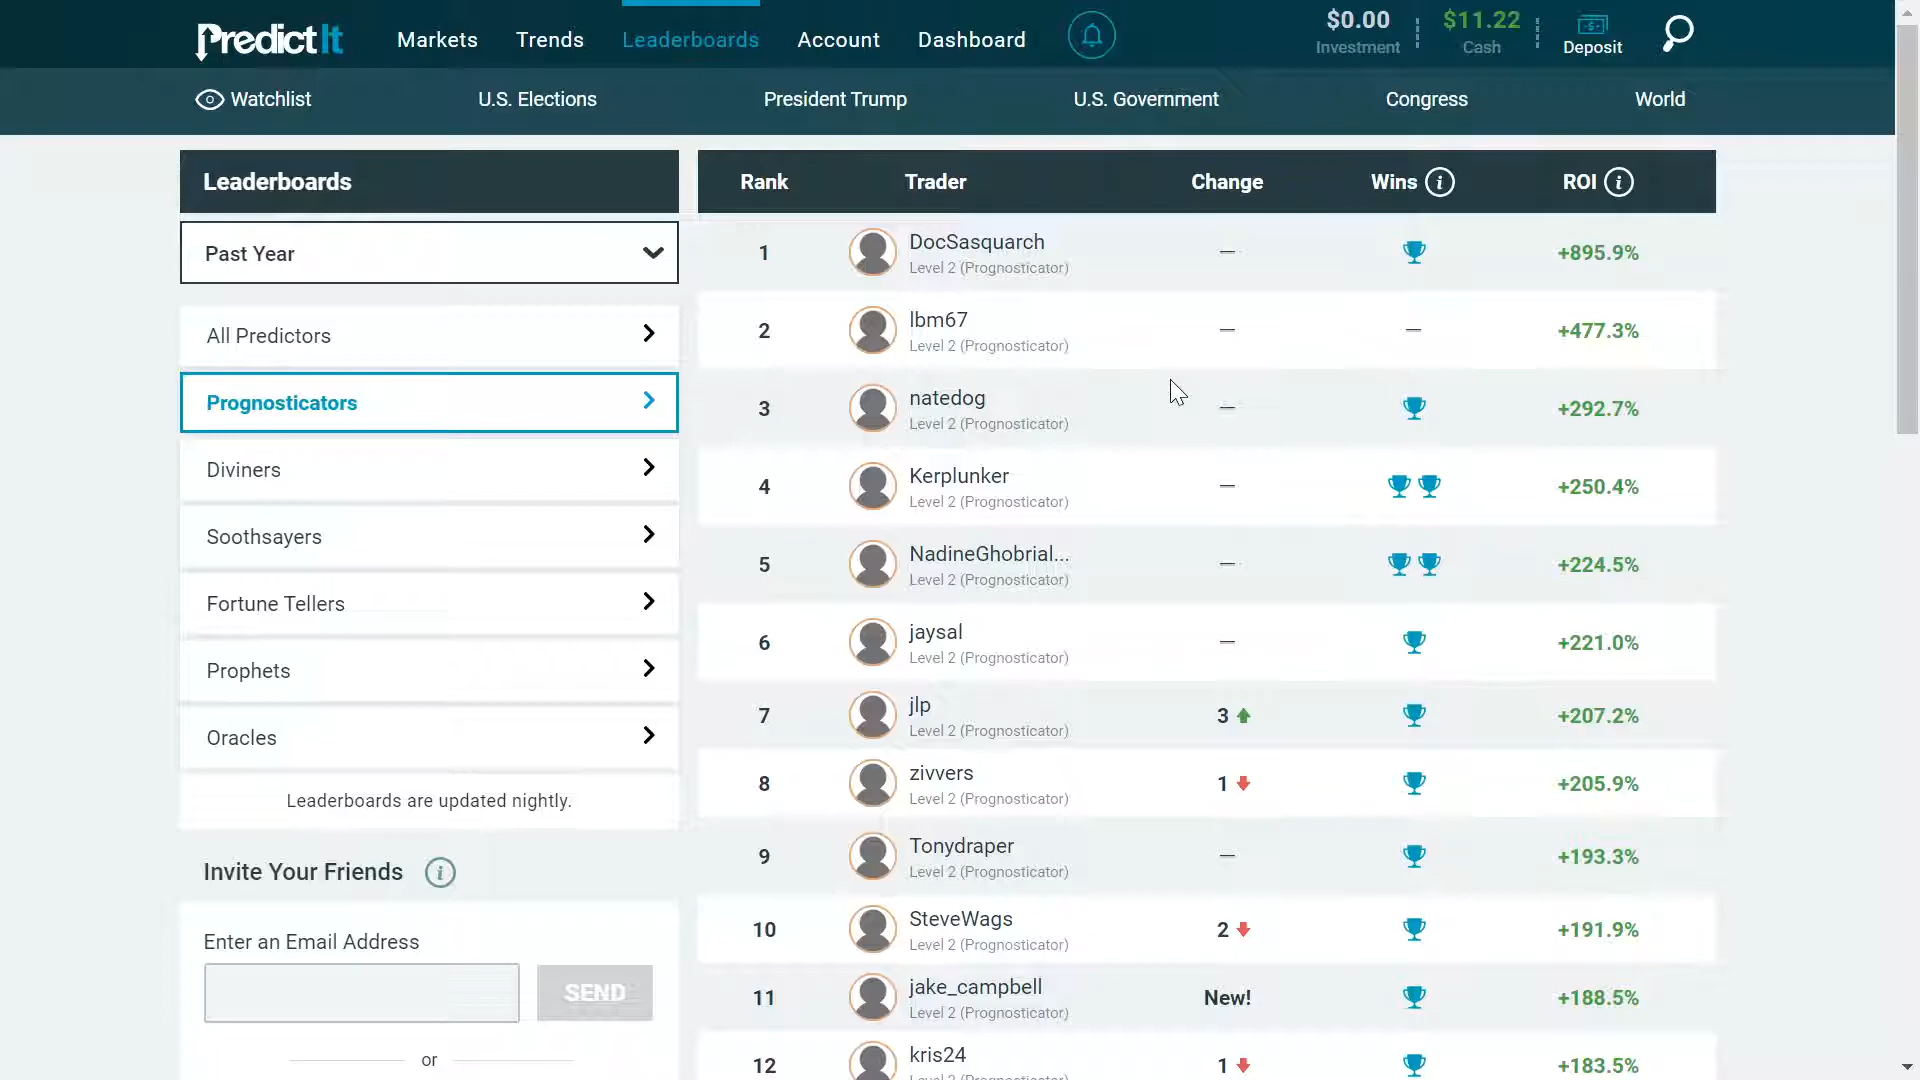 PredictIt Markets Trends Leaderboards Account Dashboard $0.00 Investment $11.22 Cash Deposit
Watchlist U.S. Elections President Trump U.S. Government Congress World
Leaderboards
Past Year
All Predictors
Prognosticators
Diviners
Soothsayers
Fortune Tellers
Prophets
Oracles
Leaderboards are updated nightly.
Invite Your Friends i
Enter an Email Address
SEND
or
Rank Trader Change Wins i ROI i
1 DocSasquarch — +895.9%
Level 2 (Prognosticator)
2 lbm67 — — +477.3%
Level 2 (Prognosticator)
3 natedog — +292.7%
Level 2 (Prognosticator)
4 Kerplunker — +250.4%
Level 2 (Prognosticator)
5 NadineGhobrial... — +224.5%
Level 2 (Prognosticator)
6 jaysal — +221.0%
Level 2 (Prognosticator)
7 jlp 3 +207.2%
Level 2 (Prognosticator)
8 zivvers 1 +205.9%
Level 2 (Prognosticator)
9 Tonydraper — +193.3%
Level 2 (Prognosticator)
10 SteveWags 2 +191.9%
Level 2 (Prognosticator)
11 jake_campbell New! +188.5%
Level 2 (Prognosticator)
12 kris24 1 +183.5%
Level 2 (Prognosticator)